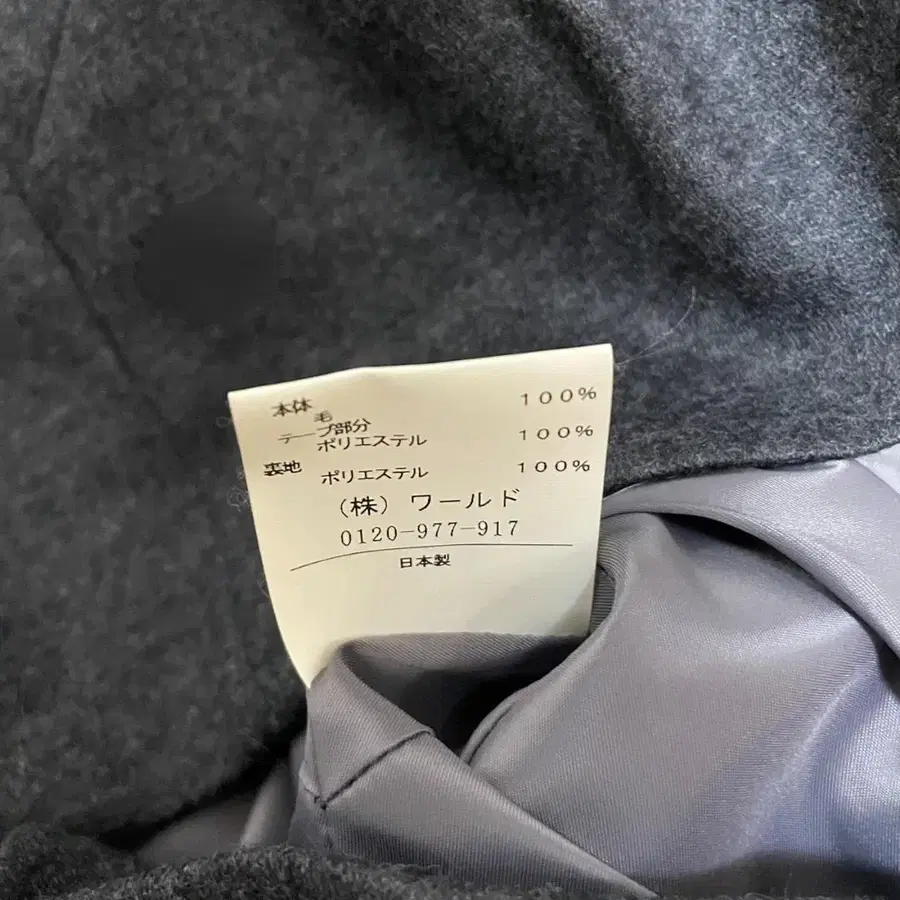 本体
毛 100%
テープ部分
ポリエステル 100%
裏地
ポリエステル 100%
（株）ワールド
0120-977-917
日本製